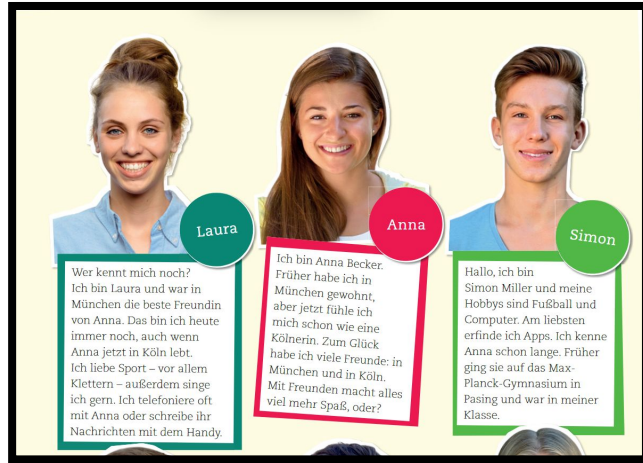 Laura
Wer kennt mich noch?
Ich bin Laura und war in
München die beste Freundin
von Anna. Das bin ich heute
immer noch, auch wenn
Anna jetzt in Köln lebt.
Ich liebe Sport – vor allem
Klettern – außerdem singe
ich gern. Ich telefoniere oft
mit Anna oder schreibe ihr
Nachrichten mit dem Handy.
Anna
Ich bin Anna Becker.
Früher habe ich in
München gewohnt,
aber jetzt fühle ich
mich schon wie eine
Kölnerin. Zum Glück
habe ich viele Freunde: in
München und in Köln.
Mit Freunden macht alles
viel mehr Spaß, oder?
Simon
Hallo, ich bin
Simon Miller und meine
Hobbys sind Fußball und
Computer. Am liebsten
erfinde ich Apps. Ich kenne
Anna schon lange. Früher
ging sie auf das Max-
Planck-Gymnasium in
Pasing und war in meiner
Klasse.